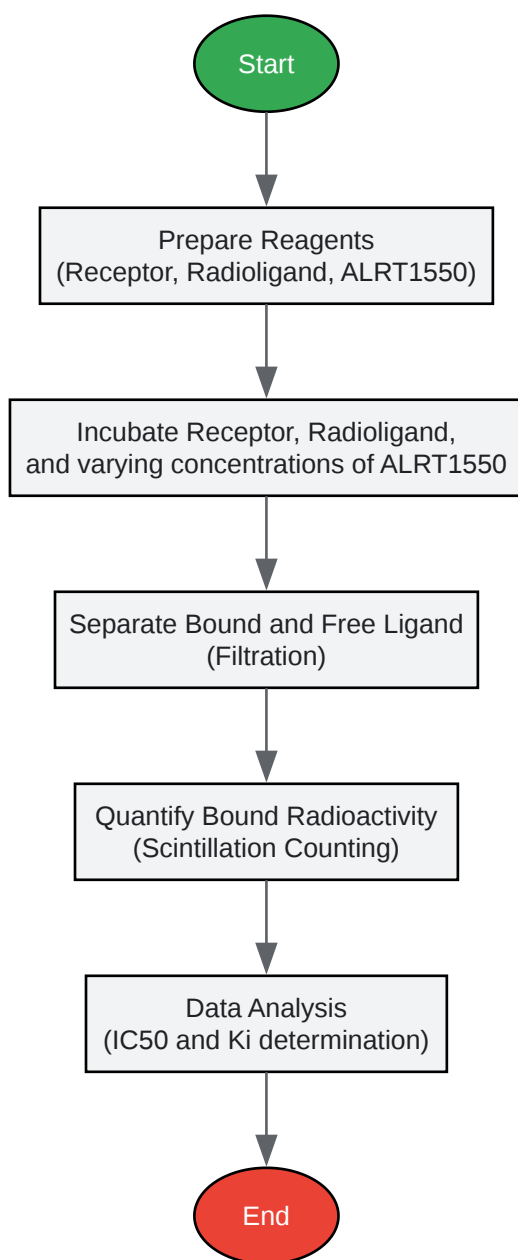 Start
Prepare Reagents
(Receptor, Radioligand, ALRT1550)
Incubate Receptor, Radioligand,
and varying concentrations of ALRT1550
Separate Bound and Free Ligand
(Filtration)
Quantify Bound Radioactivity
(Scintillation Counting)
Data Analysis
(IC50 and Ki determination)
End